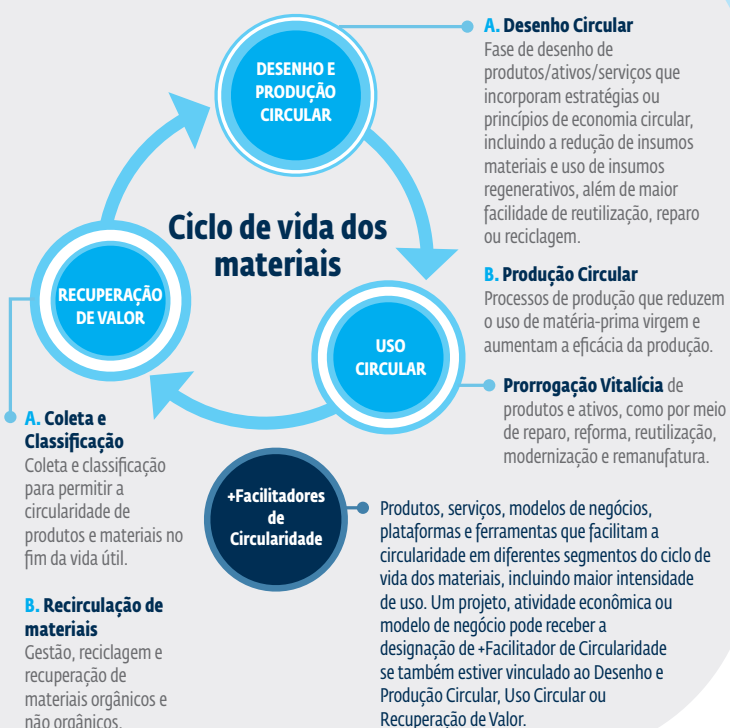 DESENHO E
PRODUÇÃO
CIRCULAR
A. Desenho Circular
Fase de desenho de
produtos/ativos/serviços que
incorporam estratégias ou
princípios de economia circular,
incluindo a redução de insumos
materiais e uso de insumos
regenerativos, além de maior
facilidade de reutilização, reparo
ou reciclagem.
B. Produção Circular
Processos de produção que reduzem
o uso de matéria-prima virgem e
aumentam a eficácia da produção.
Ciclo de vida dos
materiais
USO
CIRCULAR
Prorrogação Vitalícia de
produtos e ativos, como por meio
de reparo, reforma, reutilização,
modernização e remanufatura.
RECUPERAÇÃO
DE VALOR
A. Coleta e
Classificação
Coleta e classificação
para permitir a
circularidade de
produtos e materiais no
fim da vida útil.
B. Recirculação de
materiais
Gestão, reciclagem e
recuperação de
materiais orgânicos e
não orgânicos.
+Facilitadores
de
Circularidade
Produtos, serviços, modelos de negócios,
plataformas e ferramentas que facilitam a
circularidade em diferentes segmentos do ciclo de
vida dos materiais, incluindo maior intensidade
de uso. Um projeto, atividade econômica ou
modelo de negócio pode receber a
designação de +Facilitador de Circularidade
se também estiver vinculado ao Desenho e
Produção Circular, Uso Circular ou
Recuperação de Valor.